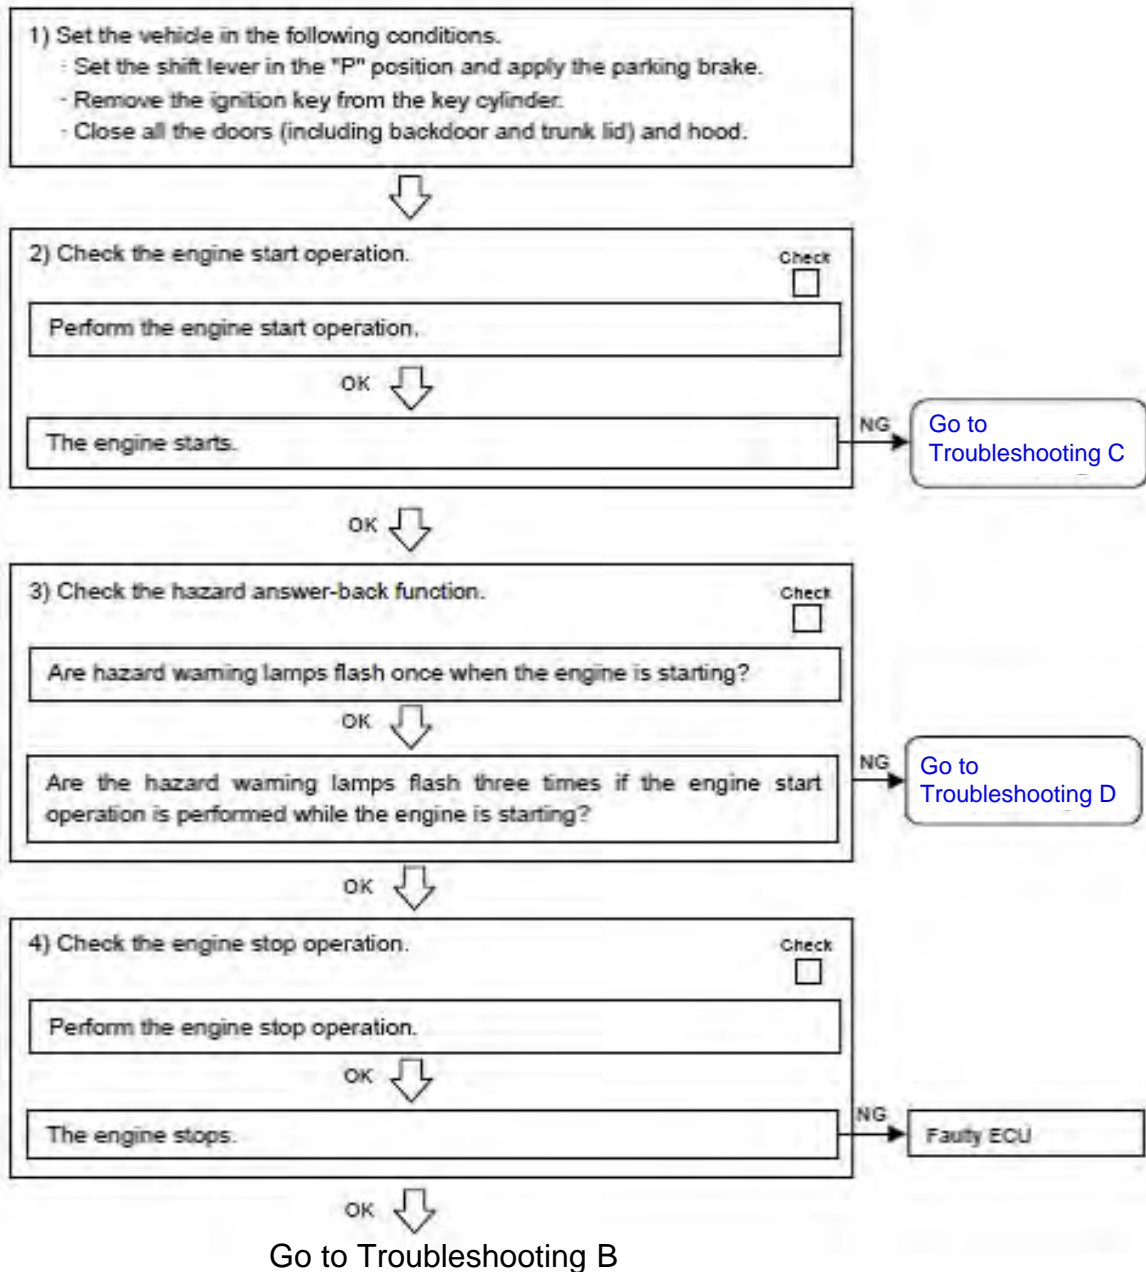 1) Set the vehicle in the following conditions.
· Set the shift lever in the "P" position and apply the parking brake.
· Remove the ignition key from the key cylinder.
· Close all the doors (including backdoor and trunk lid) and hood.
2) Check the engine start operation.
Check
Perform the engine start operation.
OK
The engine starts.
NG
Go to
Troubleshooting C
OK
3) Check the hazard answer-back function.
Check
Are hazard warning lamps flash once when the engine is starting?
OK
Are the hazard warning lamps flash three times if the engine start
operation is performed while the engine is starting?
NG
Go to
Troubleshooting D
OK
4) Check the engine stop operation.
Check
Perform the engine stop operation.
OK
The engine stops.
NG
Faulty ECU
OK
Go to Troubleshooting B